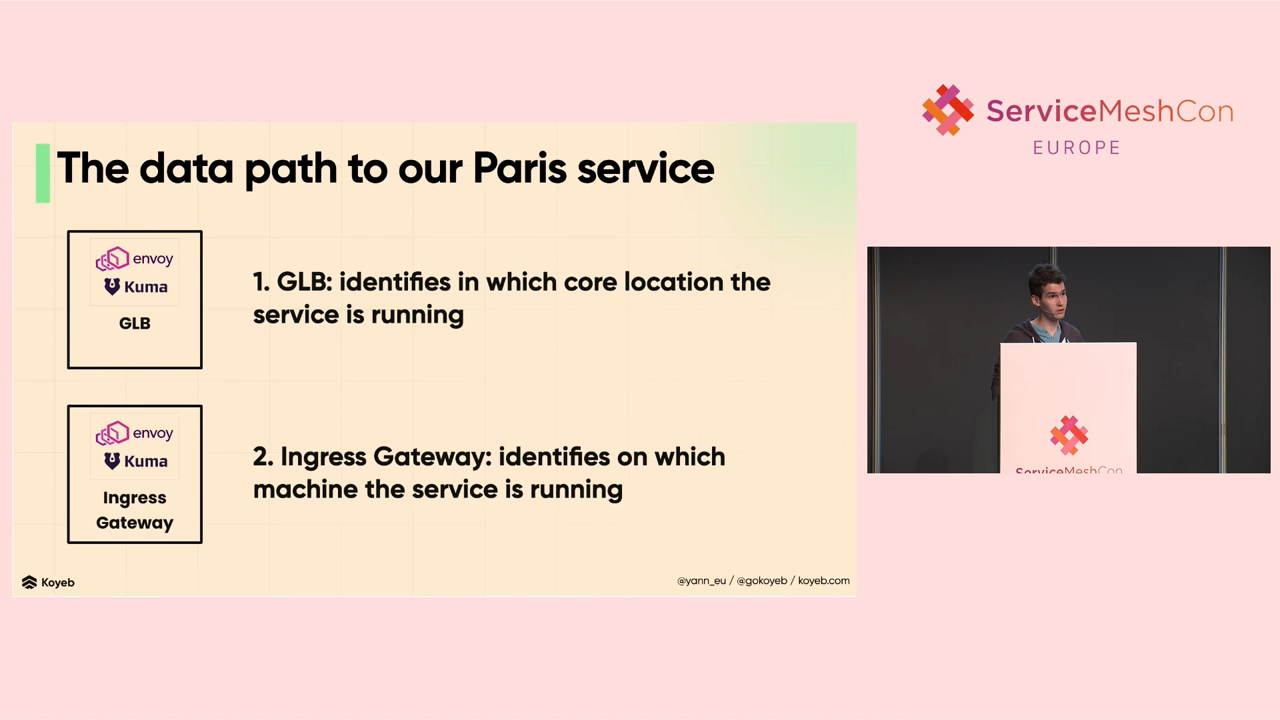 ServiceMeshCon
EUROPE
The data path to our Paris service
envoy
Kuma
GLB
1. GLB: identifies in which core location the
service is running
envoy
Kuma
Ingress
Gateway
2. Ingress Gateway: identifies on which
machine the service is running
Koyeb
@yann_eu / @gokoyeb / koyeb.com
ServiceMeshCon